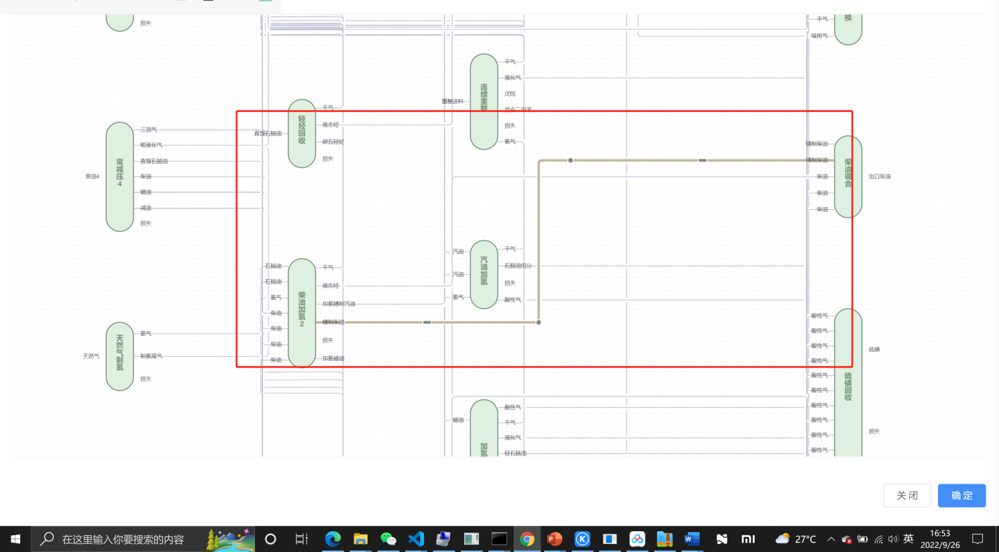 损失
换
干气
吸附气
连续重整
重整进料
干气
液化气
戊烷
混合二甲苯
损失
氢气
轻烃回收
直馏石脑油
干气
液态烃
碳五轻烃
损失
常减压4
原油4
三顶气
粗液化气
直馏石脑油
柴油
蜡油
减渣
损失
柴油调合
精制柴油
精制柴油
柴油
柴油
柴油
出口柴油
汽油加氢
汽油
汽油
氢气
干气
石脑油组分
损失
酸性气
柴油加氢2
石脑油
石脑油
氢气
柴油
柴油
柴油
柴油
干气
液态烃
加氢精制汽油
精制柴油
损失
加氢蜡油
天然气制氢
天然气
氢气
制氢尾气
损失
硫磺回收
酸性气
酸性气
酸性气
酸性气
酸性气
酸性气
酸性气
酸性气
酸性气
酸性气
硫磺
损失
加氢
蜡油
酸性气
干气
液化气
轻石脑油
关闭
确定
在这里输入你要搜索的内容
27°C
英
16:53
2022/9/26